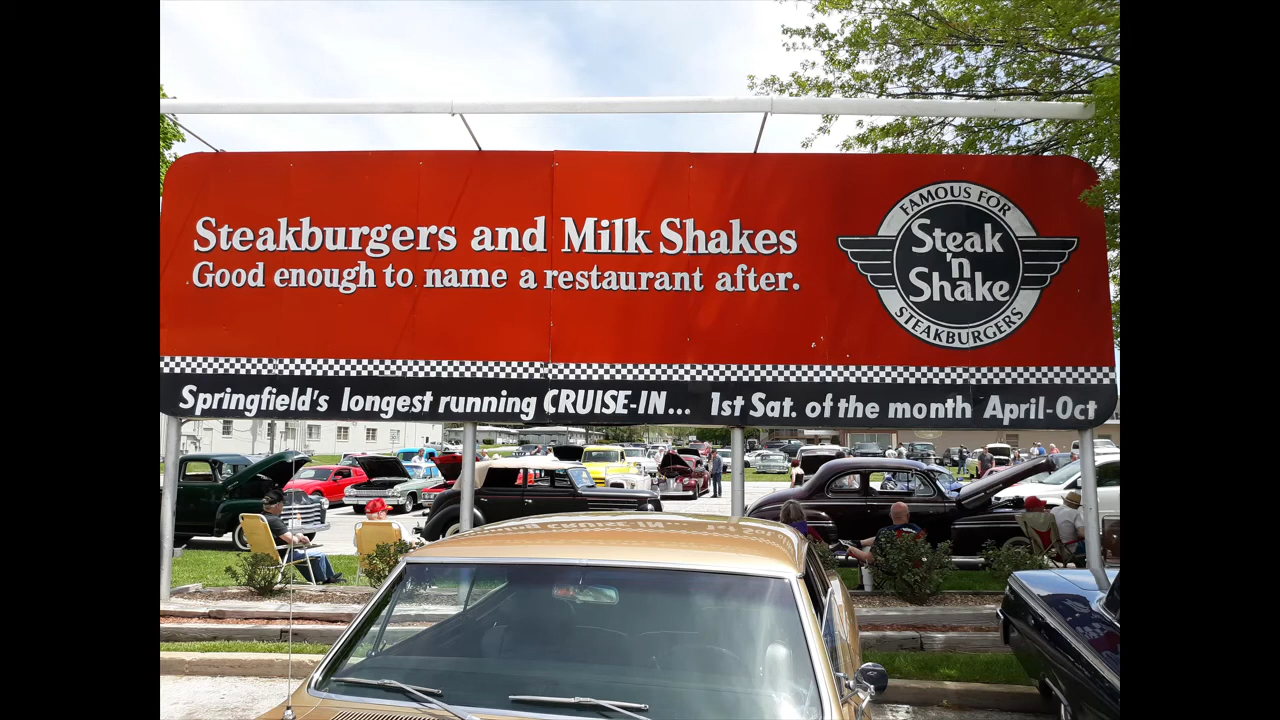 Steakburgers and Milk Shakes
Good enough to name a restaurant after.
FAMOUS FOR
Steak
'n
Shake
STEAKBURGERS
Springfield's longest running CRUISE-IN... 1st Sat. of the month April-Oct